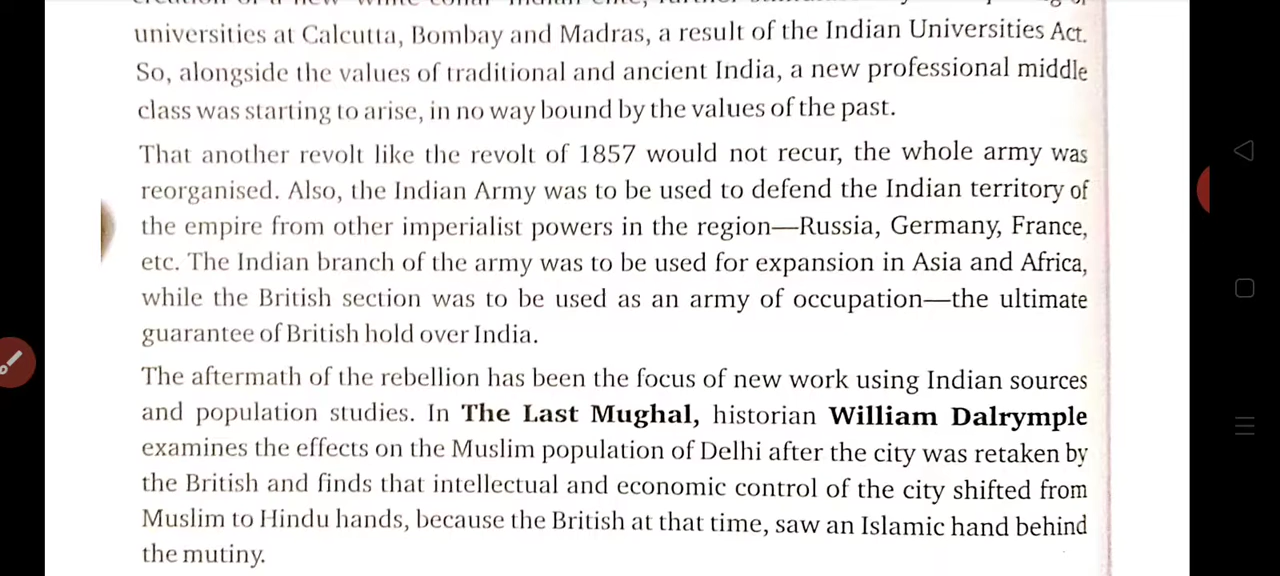 universities at Calcutta, Bombay and Madras, a result of the Indian Universities Act.
So, alongside the values of traditional and ancient India, a new professional middle
class was starting to arise, in no way bound by the values of the past.
That another revolt like the revolt of 1857 would not recur, the whole army was
reorganised. Also, the Indian Army was to be used to defend the Indian territory of
the empire from other imperialist powers in the region—Russia, Germany, France,
etc. The Indian branch of the army was to be used for expansion in Asia and Africa,
while the British section was to be used as an army of occupation—the ultimate
guarantee of British hold over India.
The aftermath of the rebellion has been the focus of new work using Indian sources
and population studies. In The Last Mughal, historian William Dalrymple
examines the effects on the Muslim population of Delhi after the city was retaken by
the British and finds that intellectual and economic control of the city shifted from
Muslim to Hindu hands, because the British at that time, saw an Islamic hand behind
the mutiny.